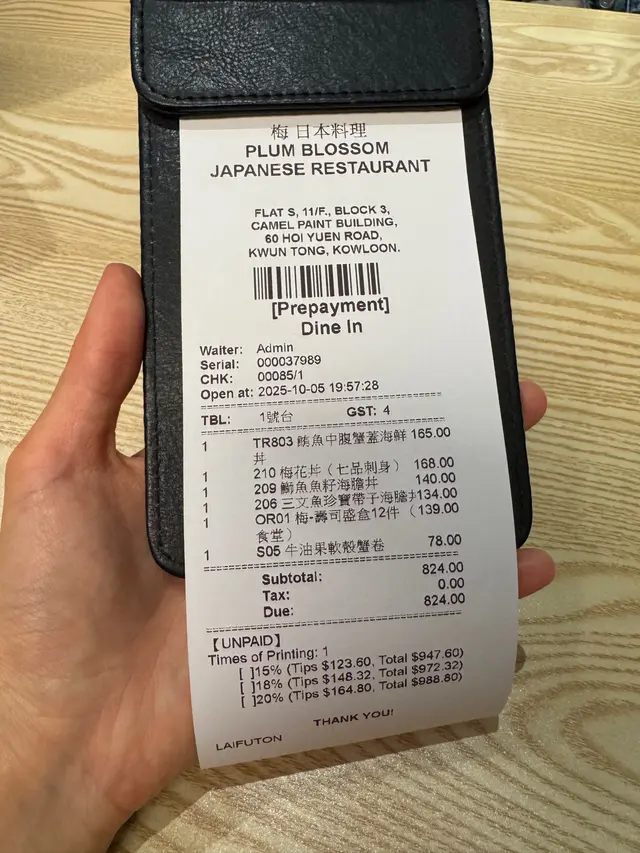 梅 日本料理
PLUM BLOSSOM
JAPANESE RESTAURANT
FLAT S, 11/F., BLOCK 3,
CAMEL PAINT BUILDING,
60 HOI YUEN ROAD,
KWUN TONG, KOWLOON.
[Prepayment]
Dine In
Waiter: Admin
Serial: 000037989
CHK: 00085/1
Open at: 2025-10-05 19:57:28
TBL: 1號台 GST: 4
1 TR803 鮪魚中腹蟹蓋海鮮 165.00
丼
1 210 梅花丼（七品刺身） 168.00
1 209 鰤魚魚籽海膽丼 140.00
1 206 三文魚珍寶帶子海膽丼134.00
1 OR01 梅-壽司盛盒12件 （139.00
食堂）
1 S05 牛油果軟殼蟹卷 78.00
Subtotal: 824.00
Tax: 0.00
Due: 824.00
【UNPAID】
Times of Printing: 1
[ ]15% (Tips $123.60, Total $947.60)
[ ]18% (Tips $148.32, Total $972.32)
[ ]20% (Tips $164.80, Total $988.80)
THANK YOU!
LAIFUTON